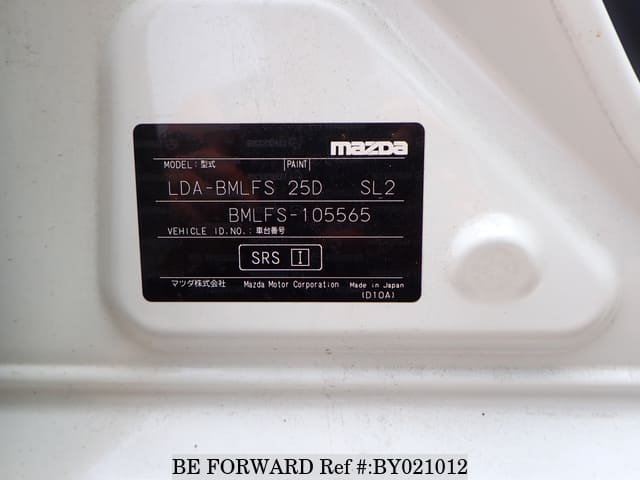 mazda
MODEL:型式 PAINT
LDA-BMLFS 25D SL2
BMLFS-105565
VEHICLE ID.NO.:車台番号
SRS I
マツダ株式会社 Mazda Motor Corporation Made in Japan
(D10A)
BE FORWARD Ref #:BY021012